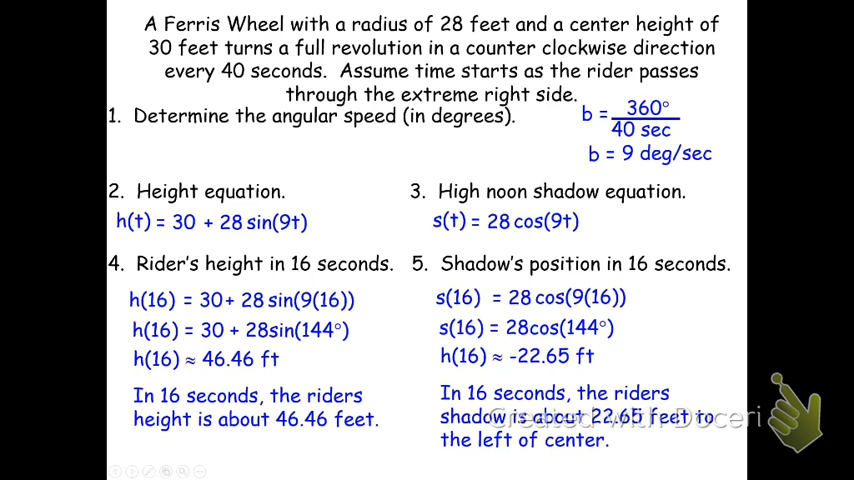 A Ferris Wheel with a radius of 28 feet and a center height of
30 feet turns a full revolution in a counter clockwise direction
every 40 seconds.  Assume time starts as the rider passes
through the extreme right side.
1.  Determine the angular speed (in degrees).
b = 360°
40 sec
b = 9 deg/sec
2.  Height equation.
h(t) = 30 + 28 sin(9t)
3.  High noon shadow equation.
s(t) = 28 cos(9t)
4.  Rider's height in 16 seconds.
h(16) = 30 + 28 sin(9(16))
h(16) = 30 + 28sin(144°)
h(16) ≈ 46.46 ft
In 16 seconds, the riders
height is about 46.46 feet.
5.  Shadow's position in 16 seconds.
s(16)  = 28 cos(9(16))
s(16) = 28cos(144°)
h(16) ≈ -22.65 ft
In 16 seconds, the riders
shadow is about 22.65 feet to
the left of center.
Created with Doceri